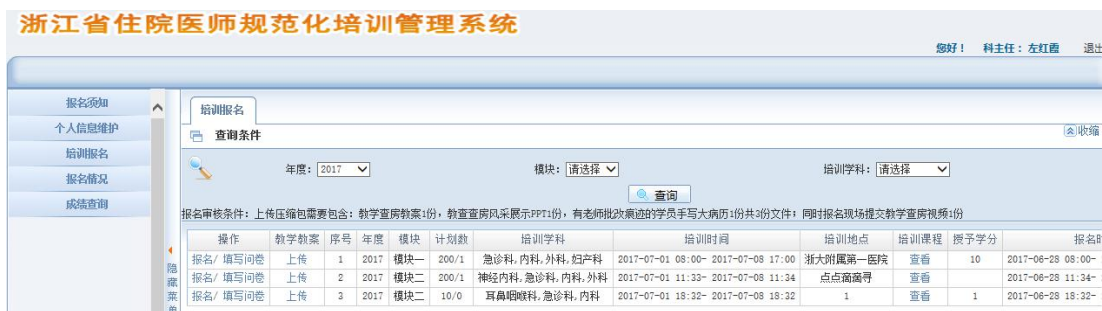 浙江省住院医师规范化培训管理系统
您好！ 科主任：左红霞 退出
报名须知
个人信息维护
培训报名
报名情况
成绩查询
隐藏菜单
培训报名
查询条件 收缩
年度： 2017 模块： 请选择 培训学科： 请选择
查询
报名审核条件：上传压缩包需要包含：教学查房教案1份，教查查房风采展示PPT1份，有老师批改痕迹的学员手写大病历1份共3份文件；同时报名现场提交教学查房视频1份
操作 教学教案 序号 年度 模块 计划数 培训学科 培训时间 培训地点 培训课程 授予学分 报名时
报名/ 填写问卷 上传 1 2017 模块一 200/1 急诊科,内科,外科,妇产科 2017-07-01 08:00- 2017-07-08 17:00 浙大附属第一医院 查看 10 2017-06-28 08:00-
报名/ 填写问卷 上传 2 2017 模块二 200/1 神经内科,急诊科,内科,外科 2017-07-01 11:33- 2017-07-08 11:34 点点滴滴寻 查看 2017-06-28 11:34-
报名/ 填写问卷 上传 3 2017 模块二 10/0 耳鼻咽喉科,急诊科,内科 2017-07-01 18:32- 2017-07-08 18:32 1 查看 1 2017-06-28 18:32-